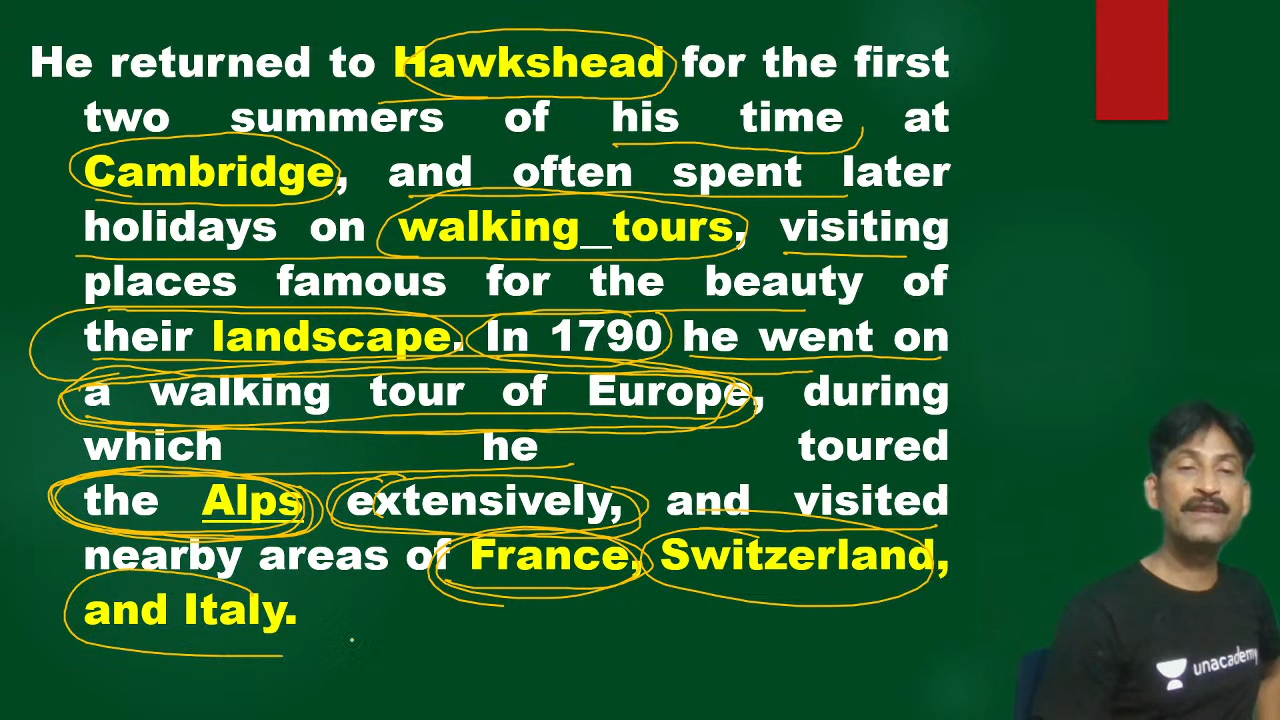 He returned to Hawkshead for the first
two summers of his time at
Cambridge, and often spent later
holidays on walking_tours, visiting
places famous for the beauty of
their landscape. In 1790 he went on
a walking tour of Europe, during
which he toured
the Alps extensively, and visited
nearby areas of France, Switzerland,
and Italy.
unacademy